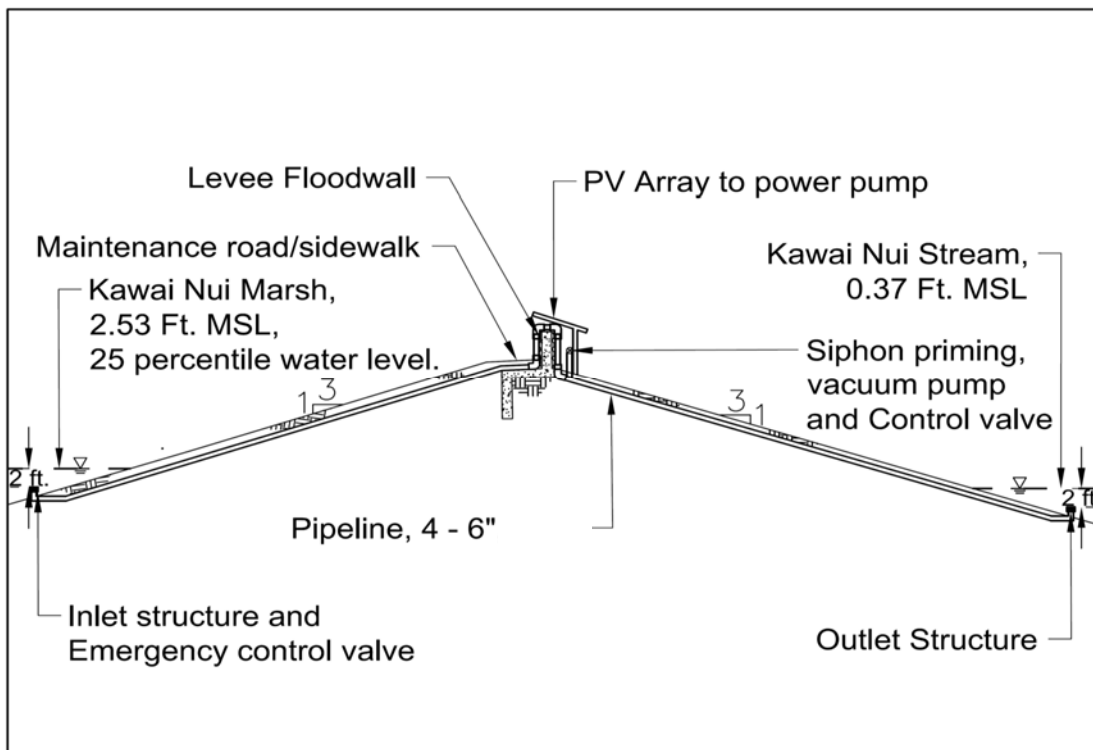 Levee Floodwall
PV Array to power pump
Maintenance road/sidewalk
Kawai Nui Marsh,
2.53 Ft. MSL,
25 percentile water level.
Kawai Nui Stream,
0.37 Ft. MSL
Siphon priming,
vacuum pump
and Control valve
1 3
3 1
2 ft.
2 ft
Pipeline, 4 - 6"
Inlet structure and
Emergency control valve
Outlet Structure